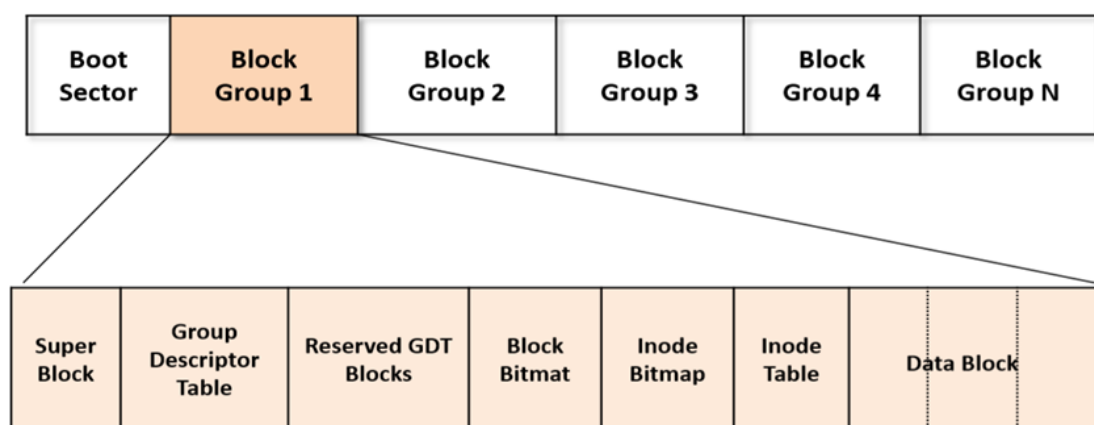 Boot
Sector
Block
Group 1
Block
Group 2
Block
Group 3
Block
Group 4
Block
Group N
Super
Block
Group
Descriptor
Table
Reserved GDT
Blocks
Block
Bitmat
Inode
Bitmap
Inode
Table
Data Block